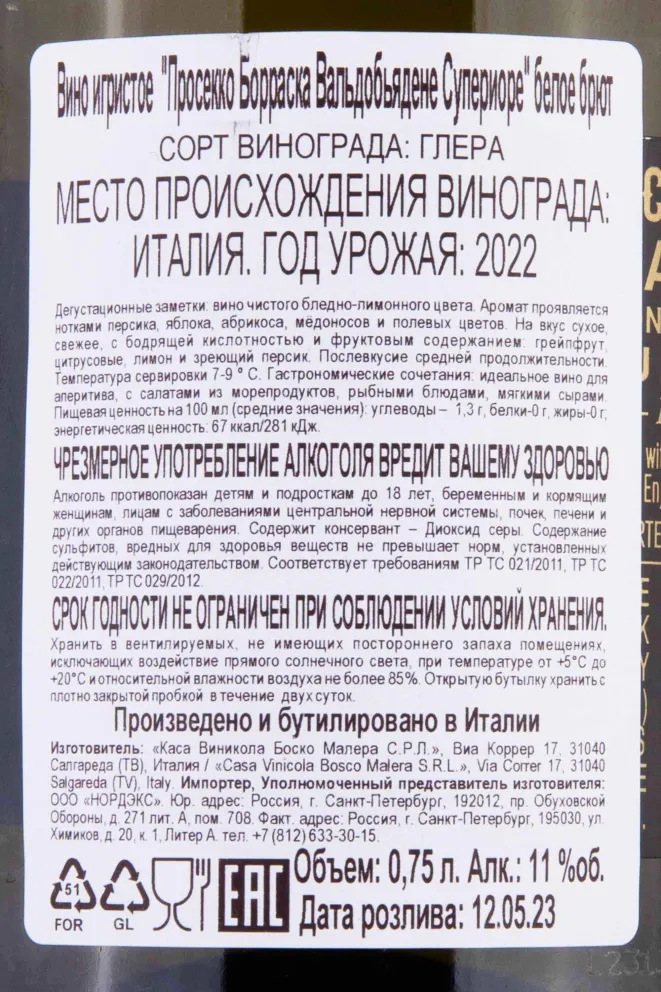 Вино игристое "Просекко Борраска Вальдобьядене Супериоре" белое брют
СОРТ ВИНОГРАДА: ГЛЕРА
МЕСТО ПРОИСХОЖДЕНИЯ ВИНОГРАДА:
ИТАЛИЯ. ГОД УРОЖАЯ: 2022
Дегустационные заметки: вино чистого бледно-лимонного цвета. Аромат проявляется
нотками персика, яблока, абрикоса, мёдоносов и полевых цветов. На вкус сухое,
свежее, с бодрящей кислотностью и фруктовым содержанием: грейпфрут,
цитрусовые, лимон и зреющий персик. Послевкусие средней продолжительности.
Температура сервировки 7-9 ° С. Гастрономические сочетания: идеальное вино для
аперитива, с салатами из морепродуктов, рыбными блюдами, мягкими сырами.
Пищевая ценность на 100 мл (средние значения): углеводы – 1,3 г, белки-0 г, жиры-0 г;
энергетическая ценность: 67 ккал/281 кДж.
ЧРЕЗМЕРНОЕ УПОТРЕБЛЕНИЕ АЛКОГОЛЯ ВРЕДИТ ВАШЕМУ ЗДОРОВЬЮ
Алкоголь противопоказан детям и подросткам до 18 лет, беременным и кормящим
женщинам, лицам с заболеваниями центральной нервной системы, почек, печени и
других органов пищеварения. Содержит консервант – Диоксид серы. Содержание
сульфитов, вредных для здоровья веществ не превышает норм, установленных
действующим законодательством. Соответствует требованиям ТР ТС 021/2011, ТР ТС
022/2011, ТР ТС 029/2012.
СРОК ГОДНОСТИ НЕ ОГРАНИЧЕН ПРИ СОБЛЮДЕНИИ УСЛОВИЙ ХРАНЕНИЯ.
Хранить в вентилируемых, не имеющих постороннего запаха помещениях,
исключающих воздействие прямого солнечного света, при температуре от +5°С до
+20°С и относительной влажности воздуха не более 85%. Открытую бутылку хранить с
плотно закрытой пробкой в течение двух суток.
Произведено и бутилировано в Италии
Изготовитель: «Каса Виникола Боско Малера С.Р.Л.», Виа Коррер 17, 31040
Салгареда (ТВ), Италия / «Casa Vinicola Bosco Malera S.R.L.», Via Correr 17, 31040
Salgareda (TV), Italy. Импортер, Уполномоченный представитель изготовителя:
ООО «НОРДЭКС». Юр. адрес: Россия, г. Санкт-Петербург, 192012, пр. Обуховской
Обороны, д. 271 лит. А, пом. 708. Факт. адрес: Россия, г. Санкт-Петербург, 195030, ул.
Химиков, д. 20, к. 1, Литер А. тел. +7 (812) 633-30-15.
51
FOR
GL
EAC
Объем: 0,75 л. Алк.: 11 %об.
Дата розлива: 12.05.23